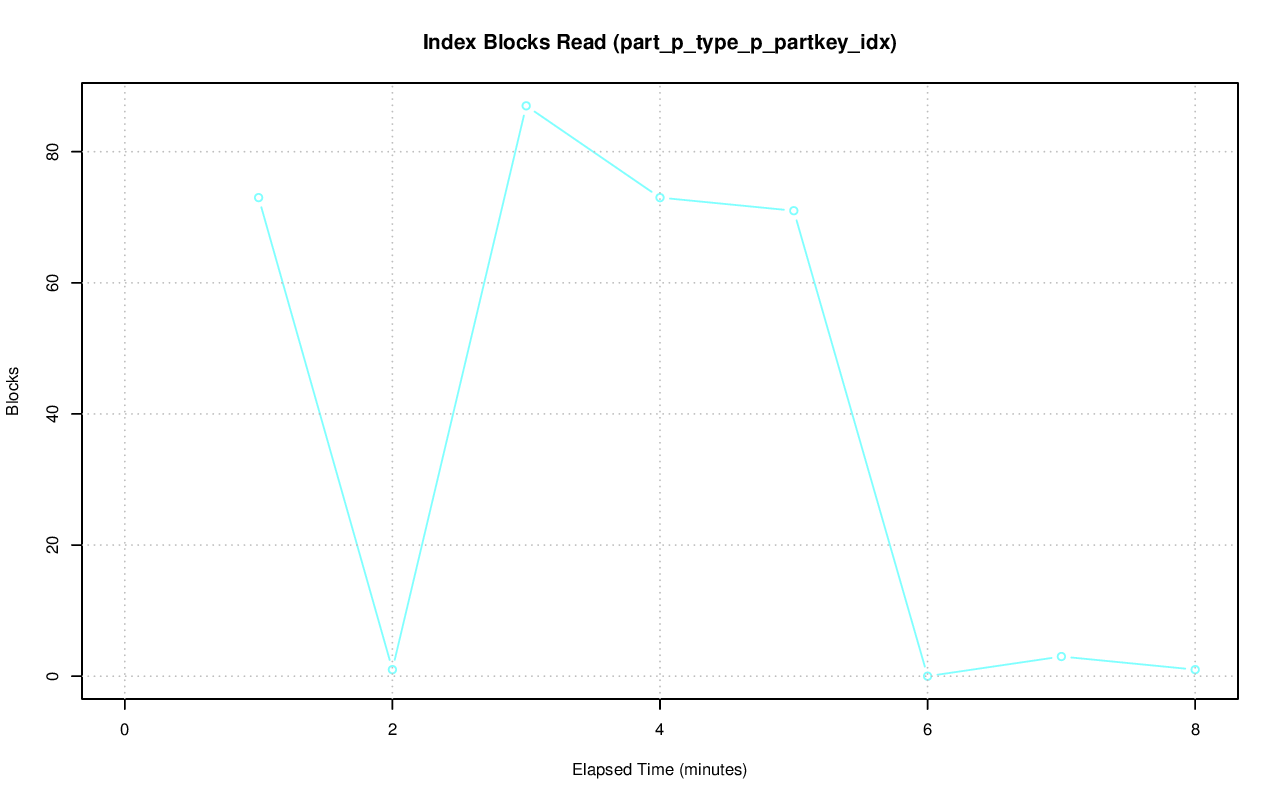 Index Blocks Read (part_p_type_p_partkey_idx)
Blocks
80
60
40
20
0
0 2 4 6 8
Elapsed Time (minutes)